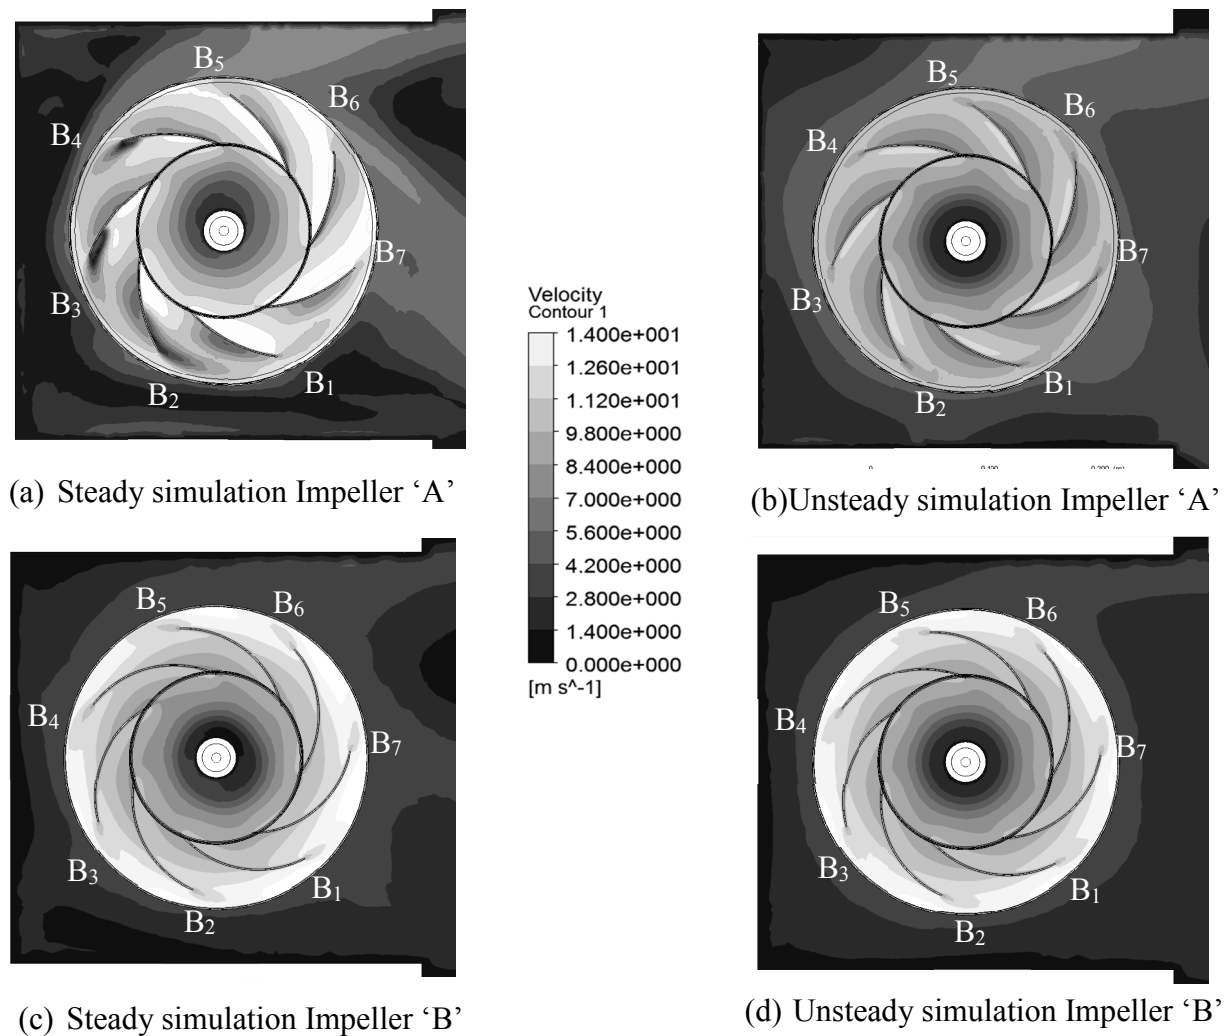 B5
B6
B4
B7
B3
B2
B1
(a) Steady simulation Impeller ‘A’
B5
B6
B4
B7
B3
B2
B1
0.200 (m)
(b)Unsteady simulation Impeller ‘A’
Velocity
Contour 1
1.400e+001
1.260e+001
1.120e+001
9.800e+000
8.400e+000
7.000e+000
5.600e+000
4.200e+000
2.800e+000
1.400e+000
0.000e+000
[m s^-1]
B5
B6
B4
B7
B3
B1
B2
(c) Steady simulation Impeller ‘B’
B5
B6
B4
B7
B3
B1
B2
(d) Unsteady simulation Impeller ‘B’